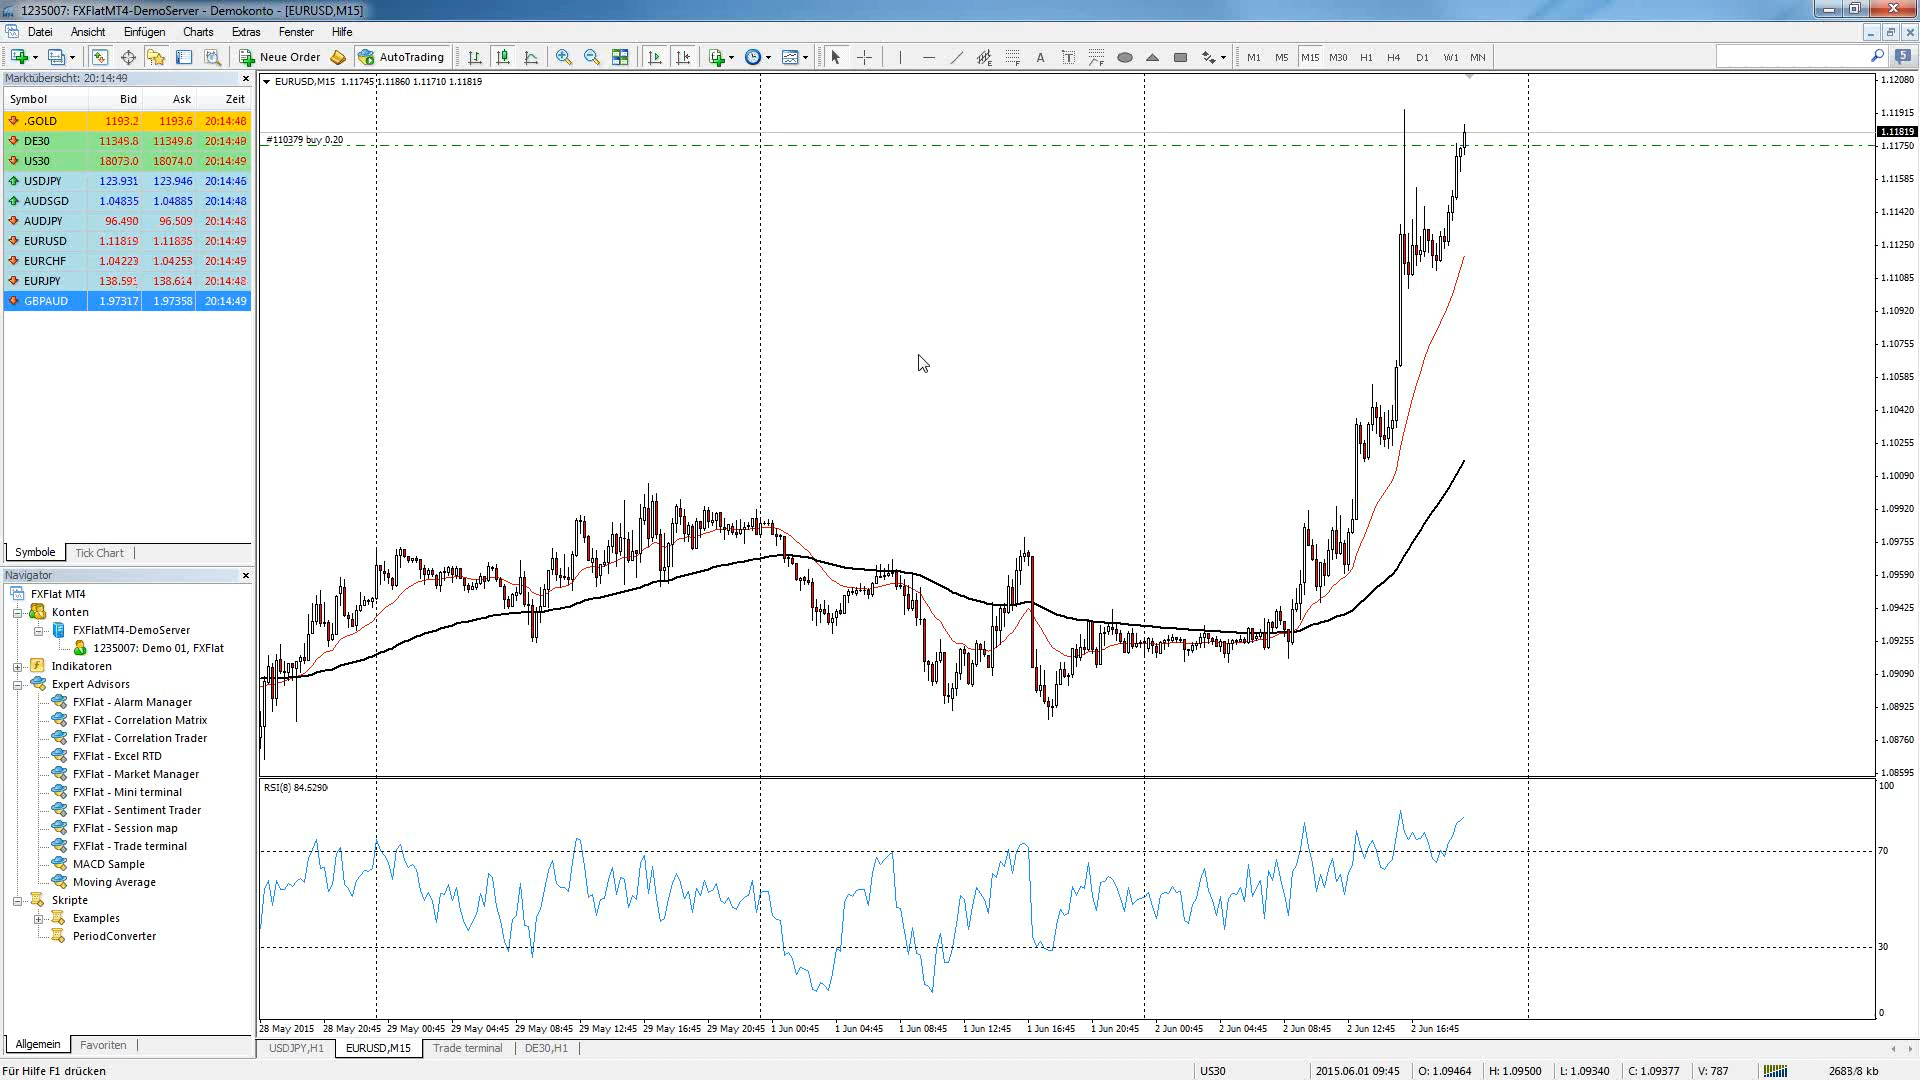 1235007: FXFlatMT4-DemoServer - Demokonto - [EURUSD,M15]
Datei Ansicht Einfügen Charts Extras Fenster Hilfe
New Order AutoTrading A T M1 M5 M15 M30 H1 H4 D1 W1 MN
Marktübersicht: 20:14:49
Symbol Bid Ask Zeit
.GOLD 1193.2 1193.6 20:14:48
DE30 11349.8 11349.8 20:14:49
US30 18073.0 18074.0 20:14:49
USDJPY 123.931 123.946 20:14:46
AUDSGD 1.04835 1.04885 20:14:48
AUDJPY 96.490 96.509 20:14:48
EURUSD 1.11819 1.11835 20:14:49
EURCHF 1.04223 1.04253 20:14:49
EURJPY 138.591 138.614 20:14:48
GBPAUD 1.97317 1.97358 20:14:49
Symbole Tick Chart
Navigator
FXFlat MT4
Konten
FXFlatMT4-DemoServer
1235007: Demo 01, FXFlat
Indikatoren
Expert Advisors
FXFlat - Alarm Manager
FXFlat - Correlation Matrix
FXFlat - Correlation Trader
FXFlat - Excel RTD
FXFlat - Market Manager
FXFlat - Mini terminal
FXFlat - Sentiment Trader
FXFlat - Session map
FXFlat - Trade terminal
MACD Sample
Moving Average
Skripte
Examples
PeriodConverter
Allgemein Favoriten
EURUSD,M15 1.11745 1.11860 1.11710 1.11819
#110379 buy 0.20
1.12080
1.11915
1.11819
1.11750
1.11585
1.11420
1.11250
1.11085
1.10920
1.10755
1.10585
1.10420
1.10255
1.10090
1.09920
1.09755
1.09590
1.09425
1.09255
1.09090
1.08925
1.08760
1.08595
RSI(8) 84.5290
100
70
30
0
28 May 2015 28 May 20:45 29 May 00:45 29 May 04:45 29 May 08:45 29 May 12:45 29 May 16:45 29 May 20:45 1 Jun 00:45 1 Jun 04:45 1 Jun 08:45 1 Jun 12:45 1 Jun 16:45 1 Jun 20:45 2 Jun 00:45 2 Jun 04:45 2 Jun 08:45 2 Jun 12:45 2 Jun 16:45
USDJPY,H1 EURUSD,M15 Trade terminal DE30,H1
Für Hilfe F1 drücken US30 2015.06.01 09:45 O: 1.09464 H: 1.09500 L: 1.09340 C: 1.09377 V: 787 2688/8 kb